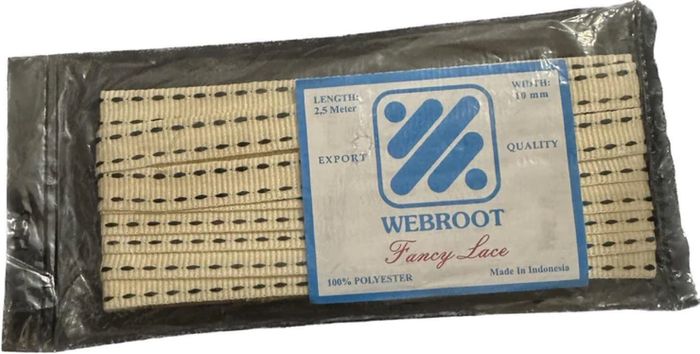 LENGTH: WIDTH:
2,5 Meter 10 mm
EXPORT QUALITY
WEBROOT
Fancy Lace
100% POLYESTER Made In Indonesia